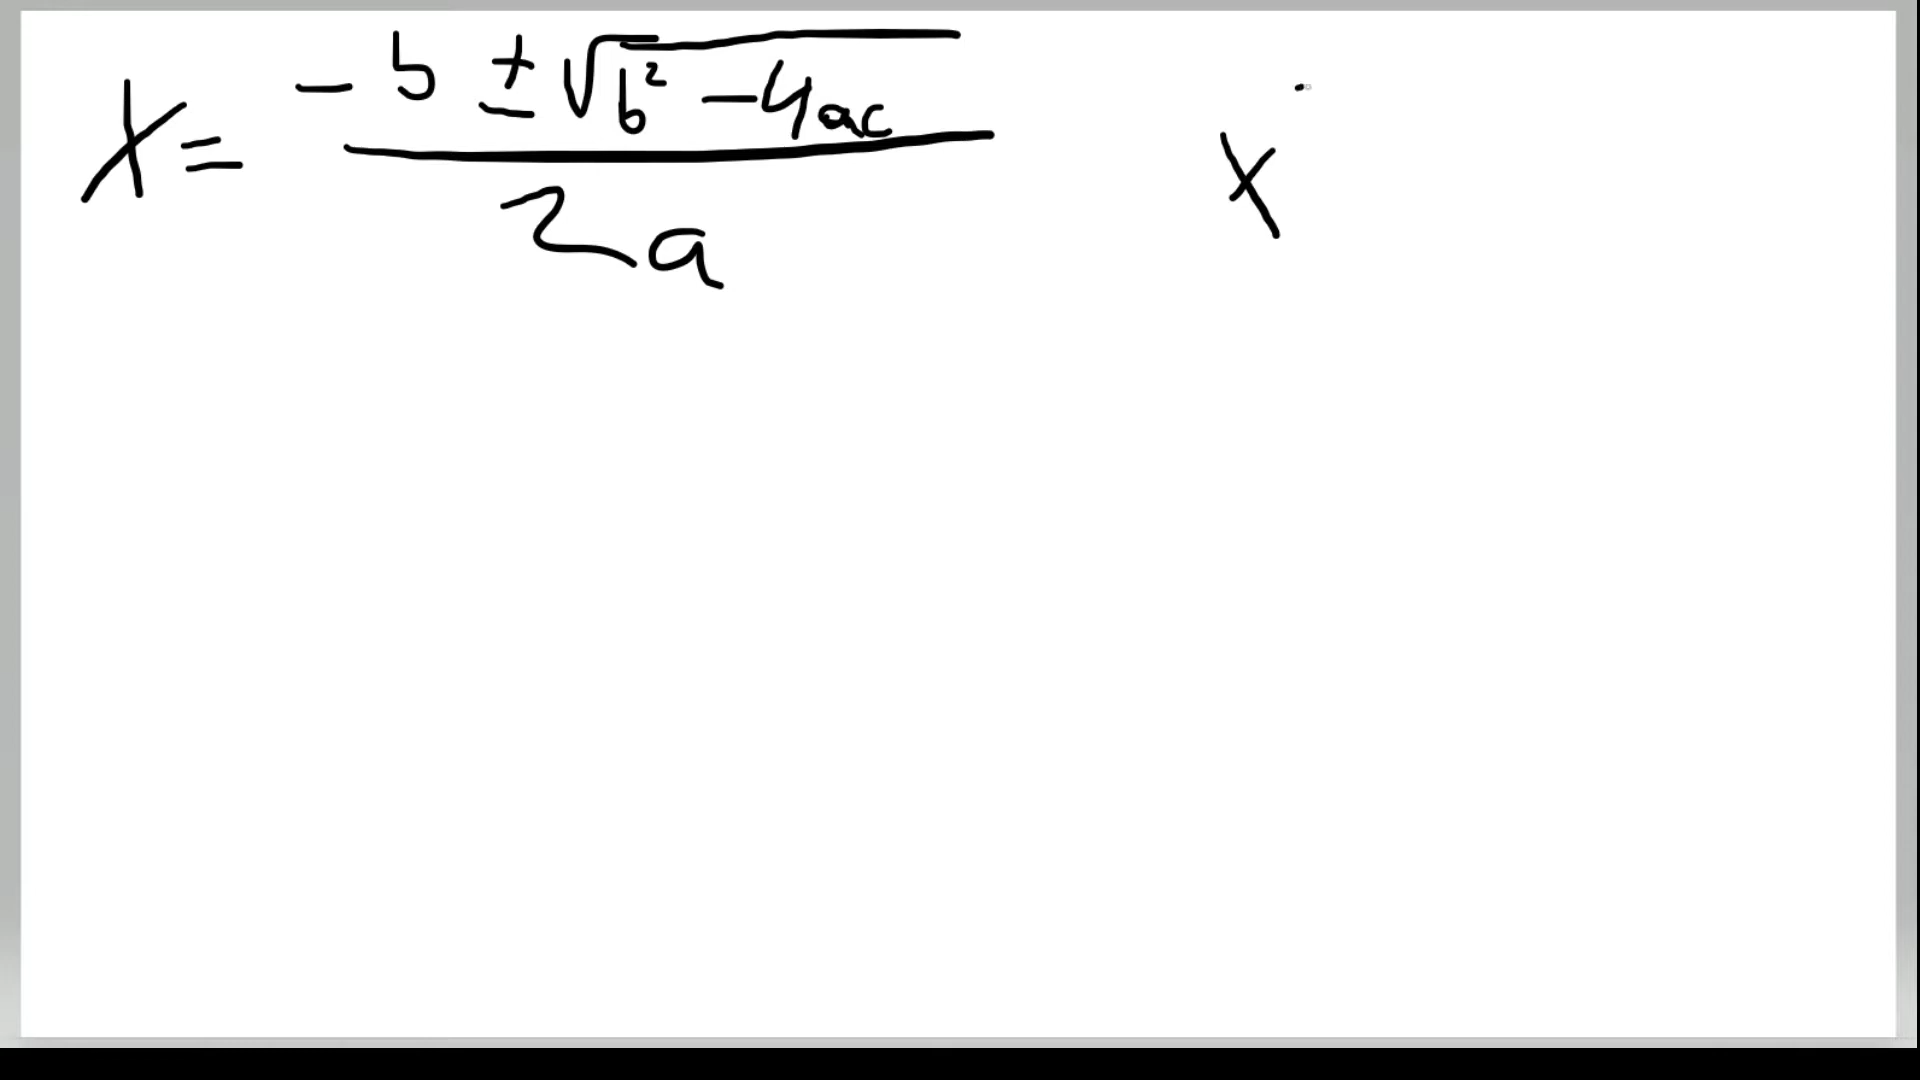 x = (-b ± √(b² - 4ac)) / 2a
x